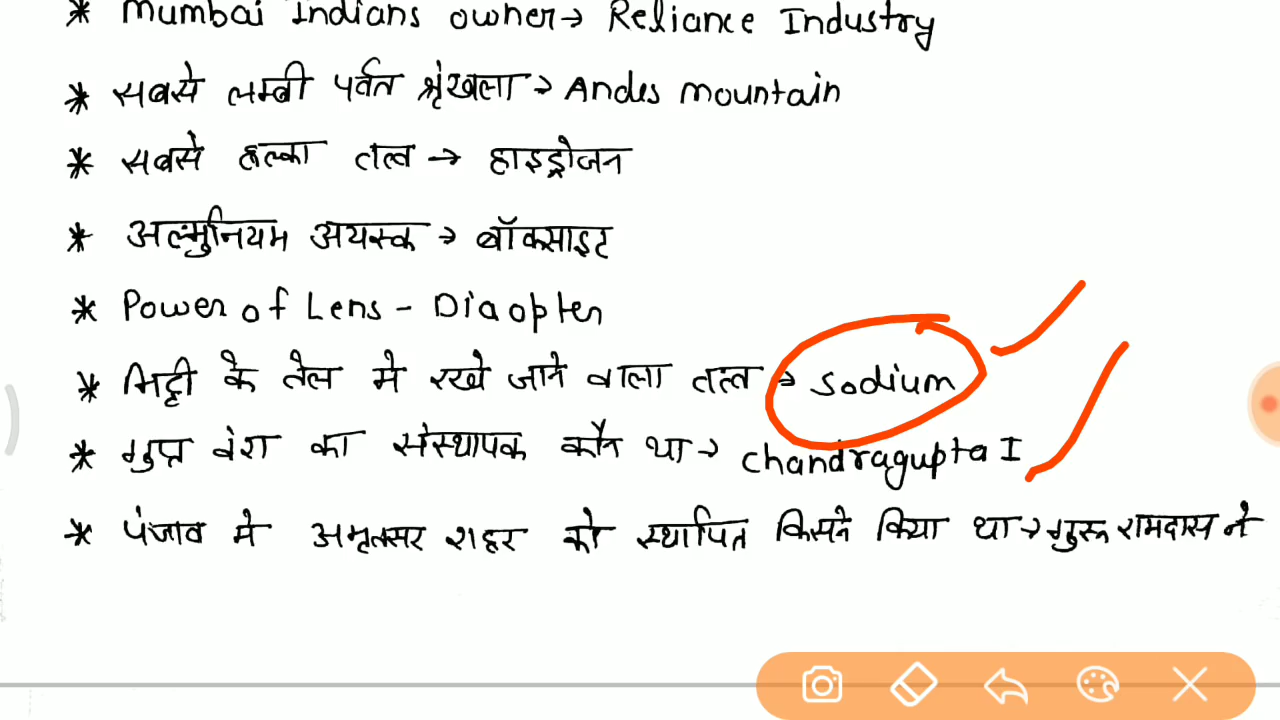 * Mumbai Indians owner→ Reliance Industry
* सबसे लम्बी पर्वत श्रृंखला → Andes mountain
* सबसे हल्का तत्व → हाइड्रोजन
* अल्मुनियम अयस्क → बॉक्साइट
* Power of Lens - Diaopter
* मिट्टी के तेल मे रखे जाने वाला तत्व → Sodium
* गुप्त वंश का संस्थापक कौन था → Chandragupta I
* पंजाव मे अमृतसर शहर को स्थापित किसने किया था → गुरु रामदास ने